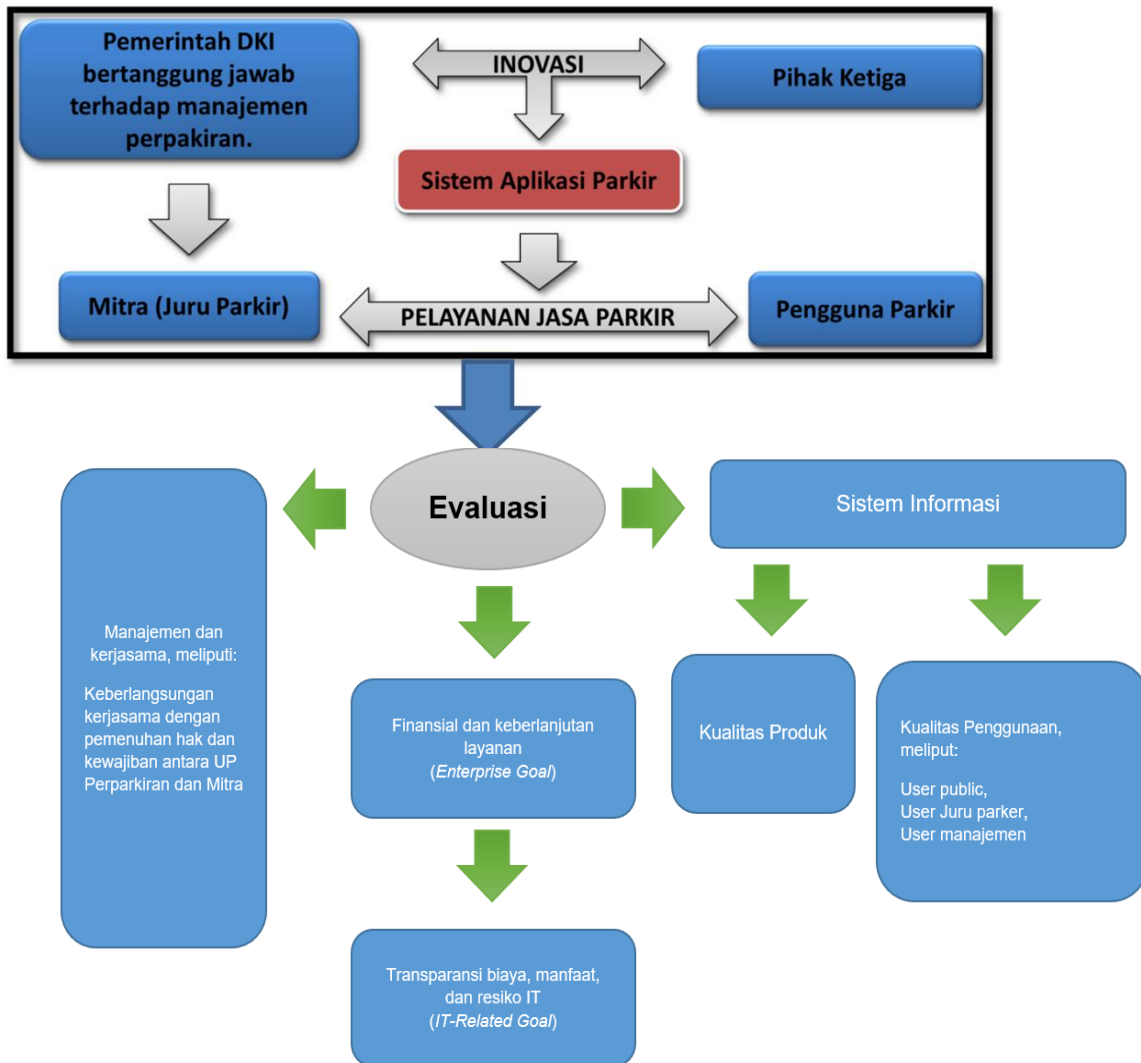 Pemerintah DKI
bertanggung jawab
terhadap manajemen
perpakiran.
INOVASI
Pihak Ketiga
Sistem Aplikasi Parkir
Mitra (Juru Parkir)
PELAYANAN JASA PARKIR
Pengguna Parkir
Evaluasi
Sistem Informasi
Manajemen dan
kerjasama, meliputi:
Keberlangsungan
kerjasama dengan
pemenuhan hak dan
kewajiban antara UP
Perparkiran dan Mitra
Finansial dan keberlanjutan
layanan
(Enterprise Goal)
Kualitas Produk
Kualitas Penggunaan,
meliput:
User public,
User Juru parker,
User manajemen
Transparansi biaya, manfaat,
dan resiko IT
(IT-Related Goal)